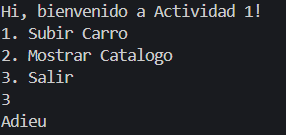 Hi, bienvenido a Actividad 1!
1. Subir Carro
2. Mostrar Catalogo
3. Salir
3
Adieu